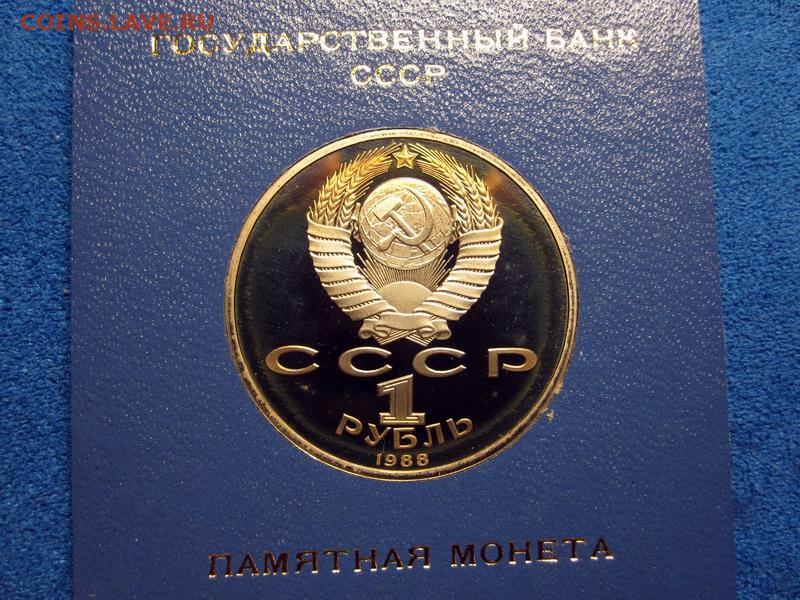 COINS.LAVE.RU
ГОСУДАРСТВЕННЫЙ БАНК
СССР
СССР
1
РУБЛЬ
1988
ПАМЯТНАЯ МОНЕТА